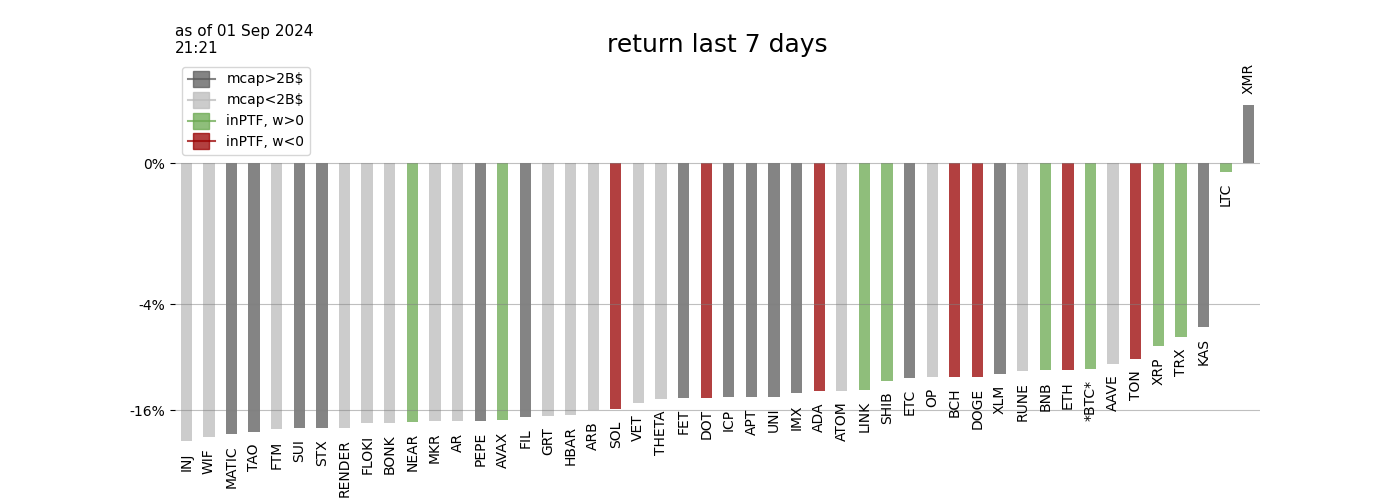 as of 01 Sep 2024
21:21
return last 7 days
mcap>2B$
mcap<2B$
inPTF, w>0
inPTF, w<0
0%
-4%
-16%
INJ
WIF
MATIC
TAO
FTM
SUI
STX
RENDER
FLOKI
BONK
NEAR
MKR
AR
PEPE
AVAX
FIL
GRT
HBAR
ARB
SOL
VET
THETA
FET
DOT
ICP
APT
UNI
IMX
ADA
ATOM
LINK
SHIB
ETC
OP
BCH
DOGE
XLM
RUNE
BNB
ETH
*BTC*
AAVE
TON
XRP
TRX
KAS
LTC
XMR